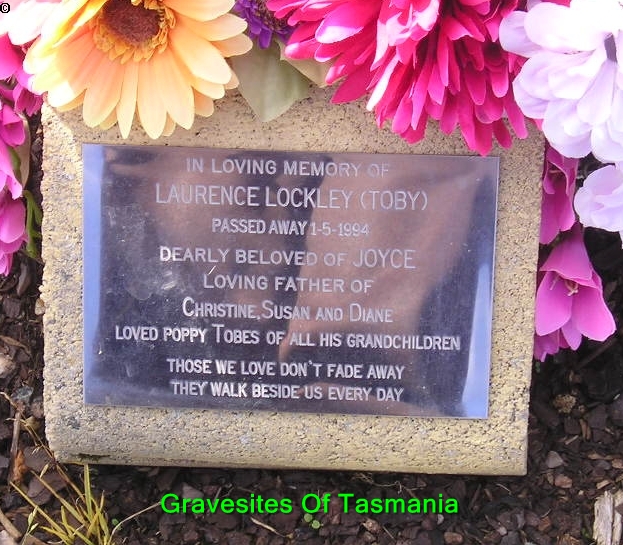 ©
IN LOVING MEMORY OF
LAURENCE LOCKLEY (TOBY)
PASSED AWAY 1-5-1994
DEARLY BELOVED OF JOYCE
LOVING FATHER OF
CHRISTINE, SUSAN AND DIANE
LOVED POPPY TOBES OF ALL HIS GRANDCHILDREN
THOSE WE LOVE DON'T FADE AWAY
THEY WALK BESIDE US EVERY DAY
Gravesites Of Tasmania